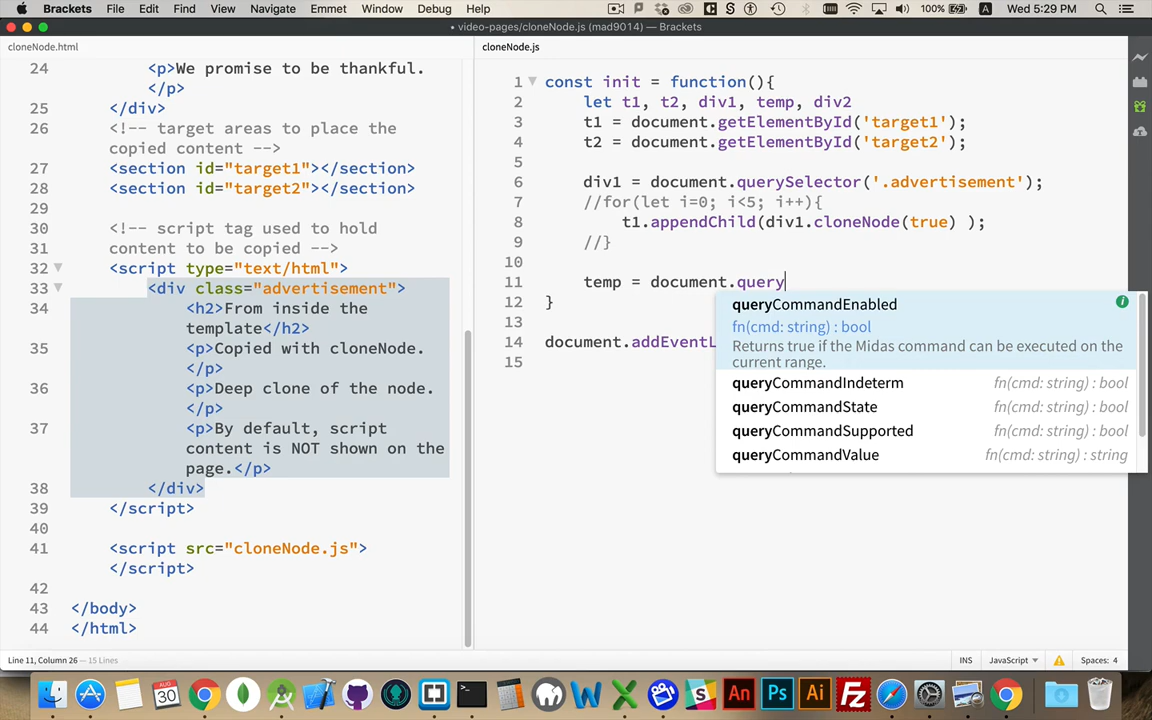 Brackets File Edit Find View Navigate Emmet Window Debug Help 100% Wed 5:29 PM
• video-pages/cloneNode.js (mad9014) — Brackets
cloneNode.html
24 <p>We promise to be thankful.
</p>
25 </div>
26 <!-- target areas to place the
copied content -->
27 <section id="target1"></section>
28 <section id="target2"></section>
29
30 <!-- script tag used to hold
31 content to be copied -->
32 <script type="text/html">
33 <div class="advertisement">
34 <h2>From inside the
template</h2>
35 <p>Copied with cloneNode.
</p>
36 <p>Deep clone of the node.
</p>
37 <p>By default, script
content is NOT shown on the
page.</p>
38 </div>
39 </script>
40
41 <script src="cloneNode.js">
</script>
42
43 </body>
44 </html>
cloneNode.js
1 const init = function(){
2 let t1, t2, div1, temp, div2
3 t1 = document.getElementById('target1');
4 t2 = document.getElementById('target2');
5
6 div1 = document.querySelector('.advertisement');
7 //for(let i=0; i<5; i++){
8 t1.appendChild(div1.cloneNode(true) );
9 //}
10
11 temp = document.query
12 }
13
14 document.addEventL
15
queryCommandEnabled
fn(cmd: string) : bool
Returns true if the Midas command can be executed on the
current range.
queryCommandIndeterm fn(cmd: string) : bool
queryCommandState fn(cmd: string) : bool
queryCommandSupported fn(cmd: string) : bool
queryCommandValue fn(cmd: string) : string
Line 11, Column 26 — 15 Lines
INS JavaScript Spaces: 4
AUG
30
An Ps Ai Fz